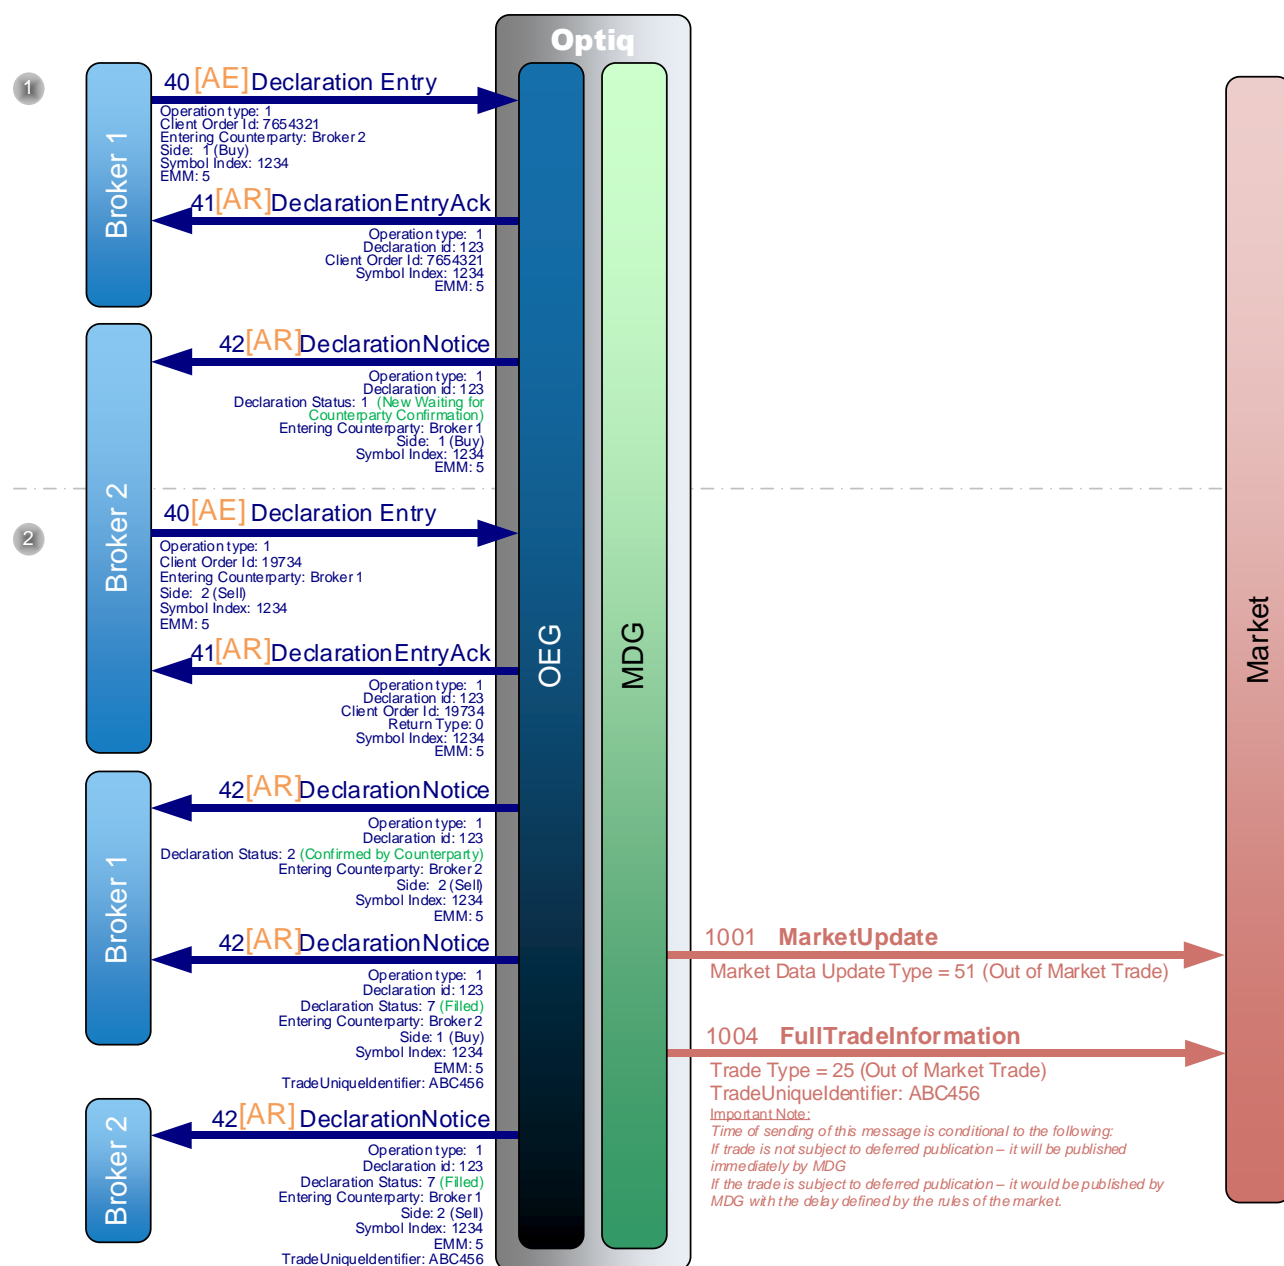 Optiq
1
Broker 1
40 [AE] Declaration Entry
Operation type: 1
Client Order Id: 7654321
Entering Counterparty: Broker 2
Side: 1 (Buy)
Symbol Index: 1234
EMM: 5
41 [AR] DeclarationEntryAck
Operation type: 1
Declaration id: 123
Client Order Id: 7654321
Symbol Index: 1234
EMM: 5
Broker 2
42 [AR] DeclarationNotice
Operation type: 1
Declaration id: 123
Declaration Status: 1 (New Waiting for
Counterparty Confirmation)
Entering Counterparty: Broker 1
Side: 1 (Buy)
Symbol Index: 1234
EMM: 5
2
40 [AE] Declaration Entry
Operation type: 1
Client Order Id: 19734
Entering Counterparty: Broker 1
Side: 2 (Sell)
Symbol Index: 1234
EMM: 5
41 [AR] DeclarationEntryAck
Operation type: 1
Declaration id: 123
Client Order Id: 19734
Return Type: 0
Symbol Index: 1234
EMM: 5
OEG
MDG
Market
Broker 1
42 [AR] DeclarationNotice
Operation type: 1
Declaration id: 123
Declaration Status: 2 (Confirmed by Counterparty)
Entering Counterparty: Broker 2
Side: 2 (Sell)
Symbol Index: 1234
EMM: 5
42 [AR] DeclarationNotice
Operation type: 1
Declaration id: 123
Declaration Status: 7 (Filled)
Entering Counterparty: Broker 2
Side: 1 (Buy)
Symbol Index: 1234
EMM: 5
TradeUniqueIdentifier: ABC456
1001 MarketUpdate
Market Data Update Type = 51 (Out of Market Trade)
1004 FullTradeInformation
Trade Type = 25 (Out of Market Trade)
TradeUniqueIdentifier: ABC456
Important Note:
Time of sending of this message is conditional to the following:
If trade is not subject to deferred publication – it will be published
immediately by MDG
If the trade is subject to deferred publication – it would be published by
MDG with the delay defined by the rules of the market.
Broker 2
42 [AR] DeclarationNotice
Operation type: 1
Declaration id: 123
Declaration Status: 7 (Filled)
Entering Counterparty: Broker 1
Side: 2 (Sell)
Symbol Index: 1234
EMM: 5
TradeUniqueIdentifier: ABC456